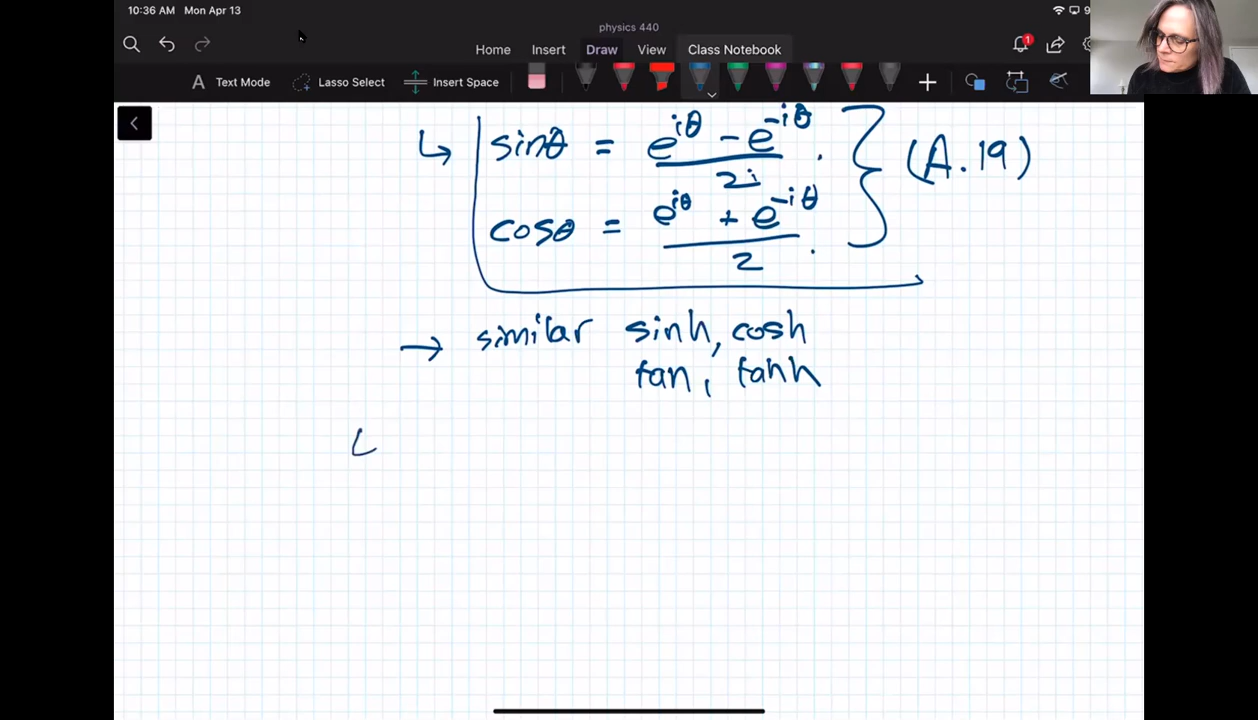 10:36 AM Mon Apr 13
physics 440
Home Insert Draw View Class Notebook
1
A Text Mode Lasso Select Insert Space
↳ sinθ = (e^{iθ} - e^{-iθ}) / 2i . } (A.19)
cosθ = (e^{iθ} + e^{-iθ}) / 2 .
→ similar sinh, cosh
tan, tanh